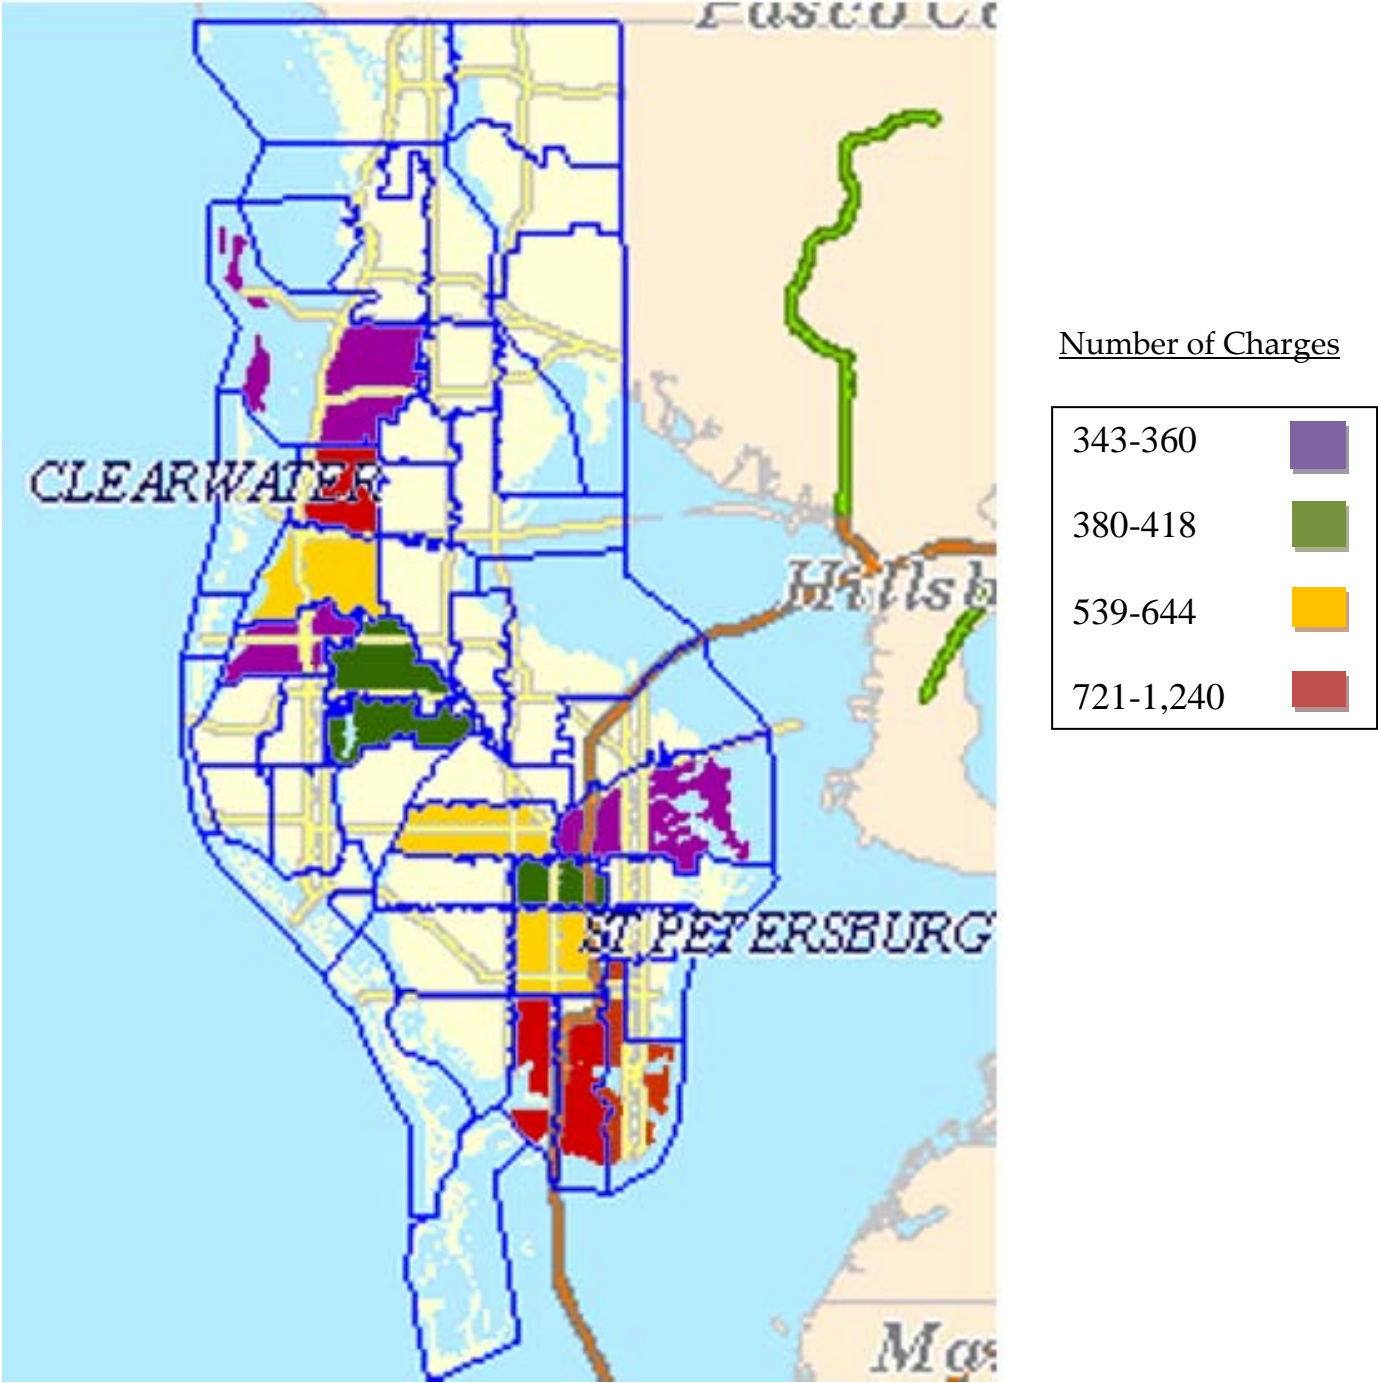 Number of Charges
343-360
380-418
539-644
721-1,240
CLEARWATER
ST PETERSBURG